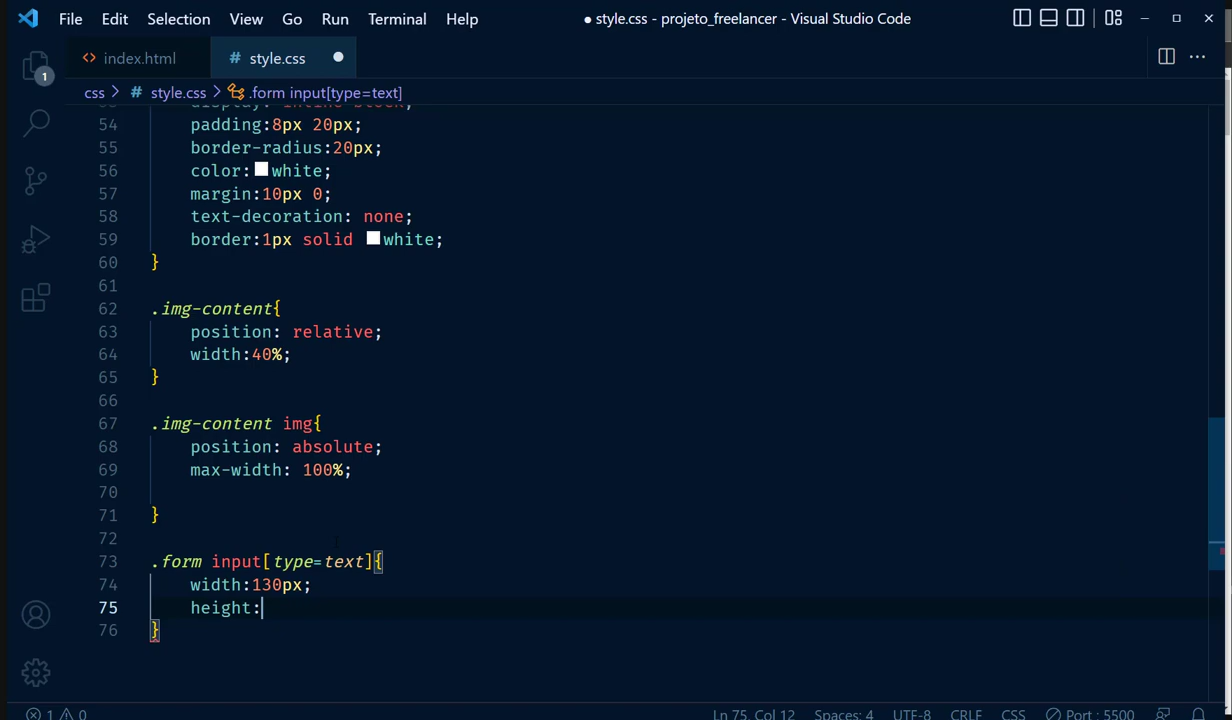 File Edit Selection View Go Run Terminal Help ● style.css - projeto_freelancer - Visual Studio Code
<> index.html # style.css ●
css > # style.css > .form input[type=text]
display: inline-block;
54 padding:8px 20px;
55 border-radius:20px;
56 color: white;
57 margin:10px 0;
58 text-decoration: none;
59 border:1px solid white;
60 }
61
62 .img-content{
63 position: relative;
64 width:40%;
65 }
66
67 .img-content img{
68 position: absolute;
69 max-width: 100%;
70
71 }
72
73 .form input[type=text]{
74 width:130px;
75 height:
76 }
1
1 0 Ln 75, Col 12 Spaces: 4 UTF-8 CRLF CSS Port : 5500